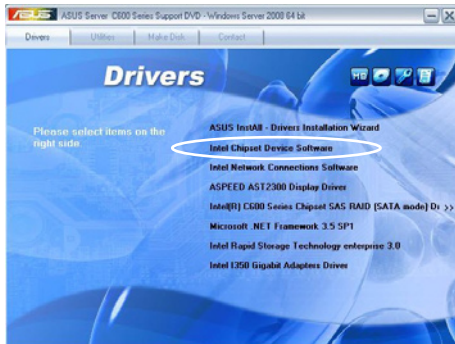 ASUS ASUS Server C600 Series Support DVD - Windows Server 2008 64 bit
Drivers Utilities Make Disk Contact
Drivers
Please select items on the
right side
ASUS InstAll - Drivers Installation Wizard
Intel Chipset Device Software
Intel Network Connections Software
ASPEED AST2300 Display Driver
Intel(R) C600 Series Chipset SAS RAID (SATA mode) Dr >>
Microsoft .NET Framework 3.5 SP1
Intel Rapid Storage Technology enterprise 3.0
Intel I350 Gigabit Adapters Driver